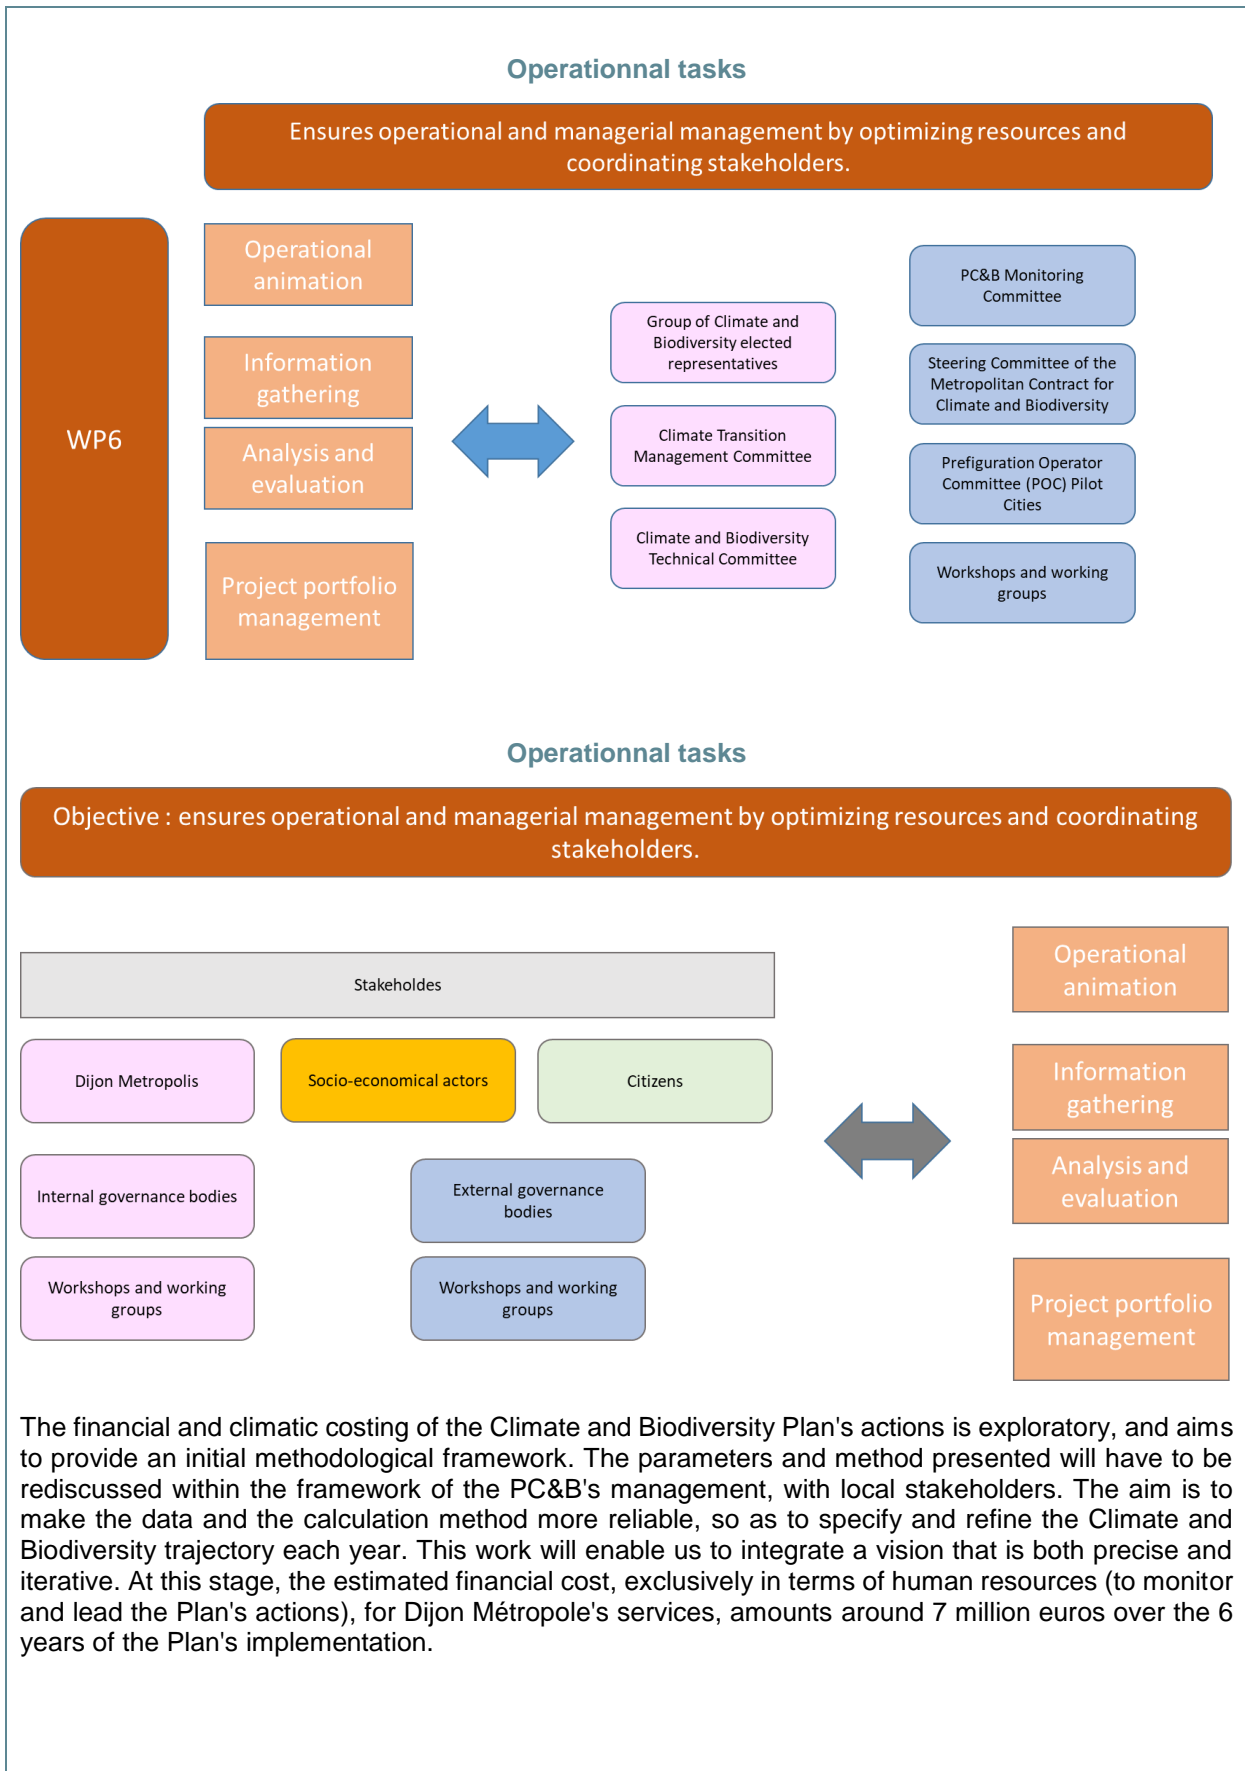 Operationnal tasks
Ensures operational and managerial management by optimizing resources and
coordinating stakeholders.
WP6
Operational
animation
Information
gathering
Analysis and
evaluation
Project portfolio
management
Group of Climate and
Biodiversity elected
representatives
Climate Transition
Management Committee
Climate and Biodiversity
Technical Committee
PC&B Monitoring
Committee
Steering Committee of the
Metropolitan Contract for
Climate and Biodiversity
Prefiguration Operator
Committee (POC) Pilot
Cities
Workshops and working
groups
Operationnal tasks
Objective : ensures operational and managerial management by optimizing resources and coordinating
stakeholders.
Stakeholdes
Dijon Metropolis
Socio-economical actors
Citizens
Internal governance bodies
External governance
bodies
Workshops and working
groups
Workshops and working
groups
Operational
animation
Information
gathering
Analysis and
evaluation
Project portfolio
management
The financial and climatic costing of the Climate and Biodiversity Plan's actions is exploratory, and aims
to provide an initial methodological framework. The parameters and method presented will have to be
rediscussed within the framework of the PC&B's management, with local stakeholders. The aim is to
make the data and the calculation method more reliable, so as to specify and refine the Climate and
Biodiversity trajectory each year. This work will enable us to integrate a vision that is both precise and
iterative. At this stage, the estimated financial cost, exclusively in terms of human resources (to monitor
and lead the Plan's actions), for Dijon Métropole's services, amounts around 7 million euros over the 6
years of the Plan's implementation.